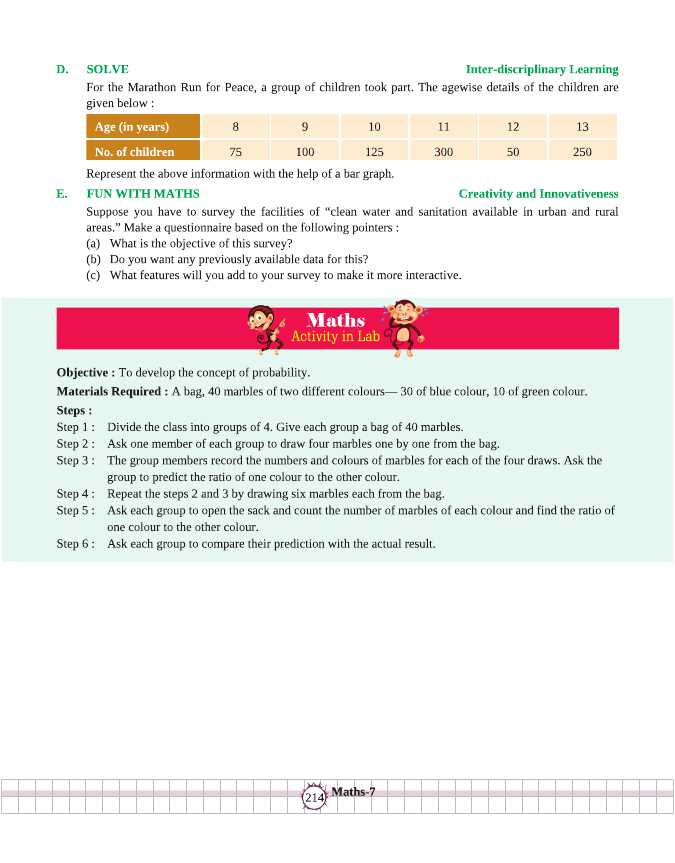 D. SOLVE Inter-discriplinary Learning
For the Marathon Run for Peace, a group of children took part. The agewise details of the children are
given below :
Age (in years) 8 9 10 11 12 13
No. of children 75 100 125 300 50 250
Represent the above information with the help of a bar graph.
E. FUN WITH MATHS Creativity and Innovativeness
Suppose you have to survey the facilities of “clean water and sanitation available in urban and rural
areas.” Make a questionnaire based on the following pointers :
(a) What is the objective of this survey?
(b) Do you want any previously available data for this?
(c) What features will you add to your survey to make it more interactive.
Maths
Activity in Lab
Objective : To develop the concept of probability.
Materials Required : A bag, 40 marbles of two different colours— 30 of blue colour, 10 of green colour.
Steps :
Step 1 : Divide the class into groups of 4. Give each group a bag of 40 marbles.
Step 2 : Ask one member of each group to draw four marbles one by one from the bag.
Step 3 : The group members record the numbers and colours of marbles for each of the four draws. Ask the
group to predict the ratio of one colour to the other colour.
Step 4 : Repeat the steps 2 and 3 by drawing six marbles each from the bag.
Step 5 : Ask each group to open the sack and count the number of marbles of each colour and find the ratio of
one colour to the other colour.
Step 6 : Ask each group to compare their prediction with the actual result.
214 Maths-7